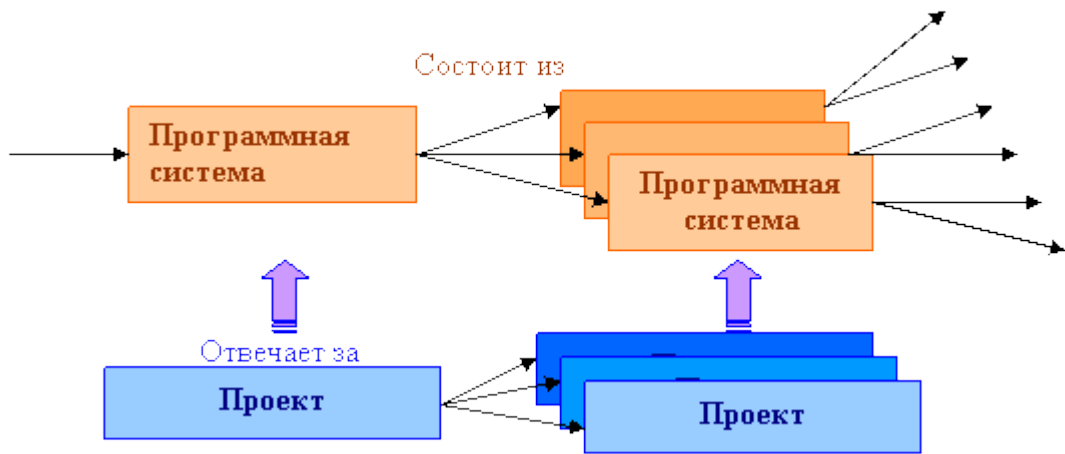 Состоит из
Программная
система
Программная
система
Отвечает за
Проект
Проект